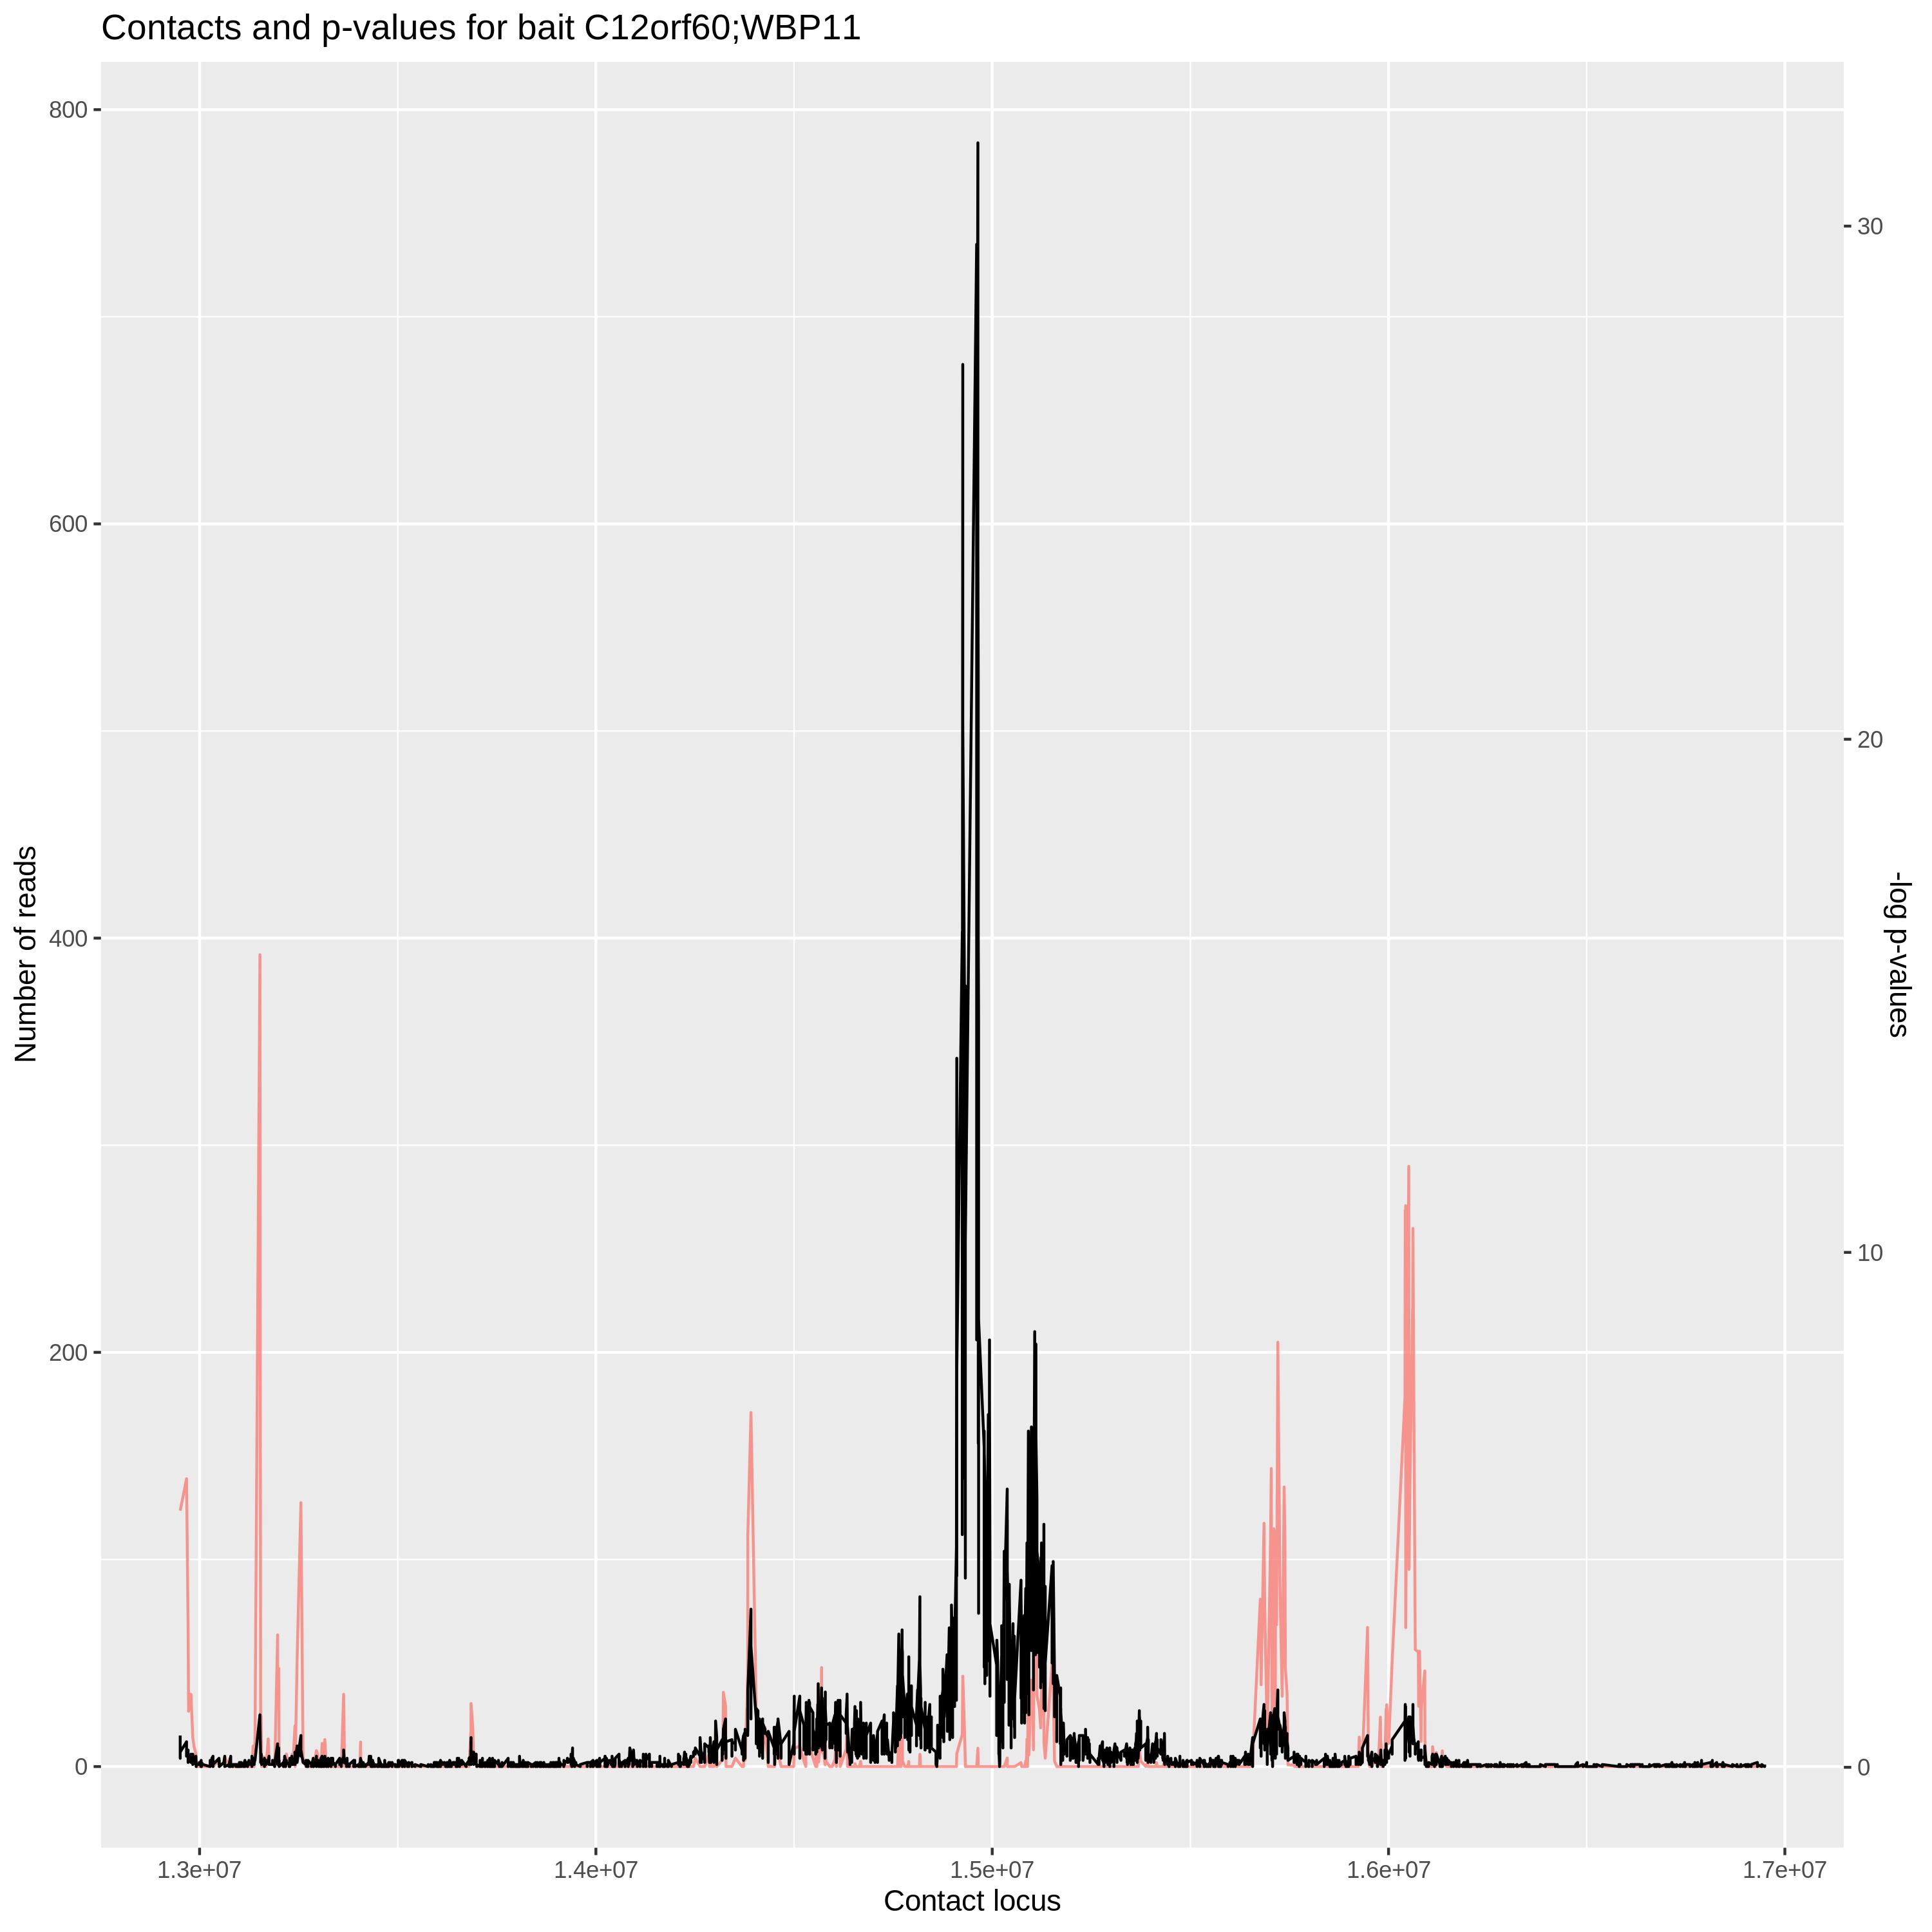 Contacts and p-values for bait C12orf60;WBP11
800
600
400
200
0
Number of reads
30
20
10
0
-log p-values
1.3e+07
1.4e+07
1.5e+07
1.6e+07
1.7e+07
Contact locus